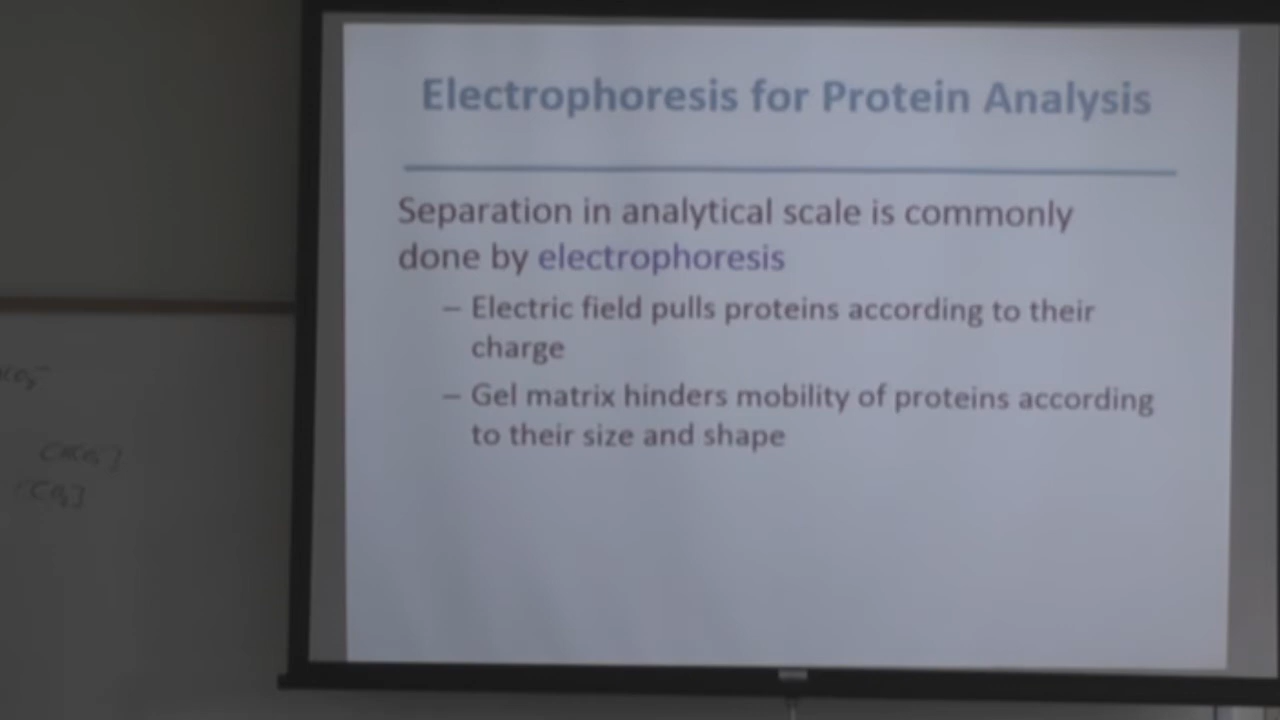 Electrophoresis for Protein Analysis
Separation in analytical scale is commonly
done by electrophoresis
– Electric field pulls proteins according to their
charge
– Gel matrix hinders mobility of proteins according
to their size and shape